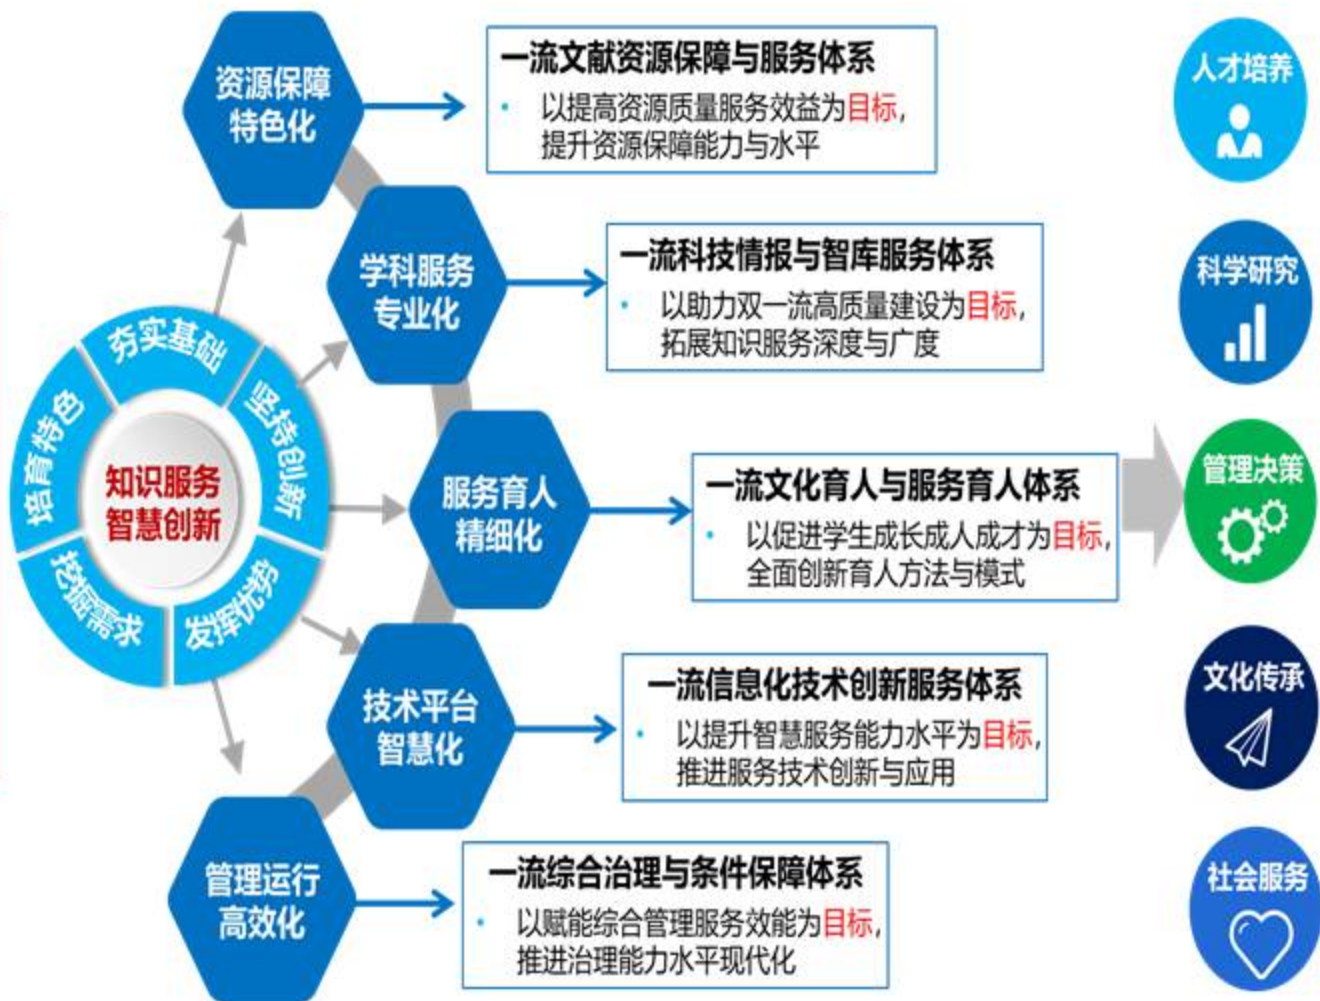 资源保障
特色化
一流文献资源保障与服务体系
• 以提高资源质量服务效益为目标,
提升资源保障能力与水平
学科服务
专业化
一流科技情报与智库服务体系
• 以助力双一流高质量建设为目标,
拓展知识服务深度与广度
服务育人
精细化
一流文化育人与服务育人体系
• 以促进学生成长成人成才为目标,
全面创新育人方法与模式
技术平台
智慧化
一流信息化技术创新服务体系
• 以提升智慧服务能力水平为目标,
推进服务技术创新与应用
管理运行
高效化
一流综合治理与条件保障体系
• 以赋能综合管理服务效能为目标,
推进治理能力水平现代化
知识服务
智慧创新
培育特色
夯实基础
坚持创新
发挥优势
挖掘需求
人才培养
科学研究
管理决策
文化传承
社会服务